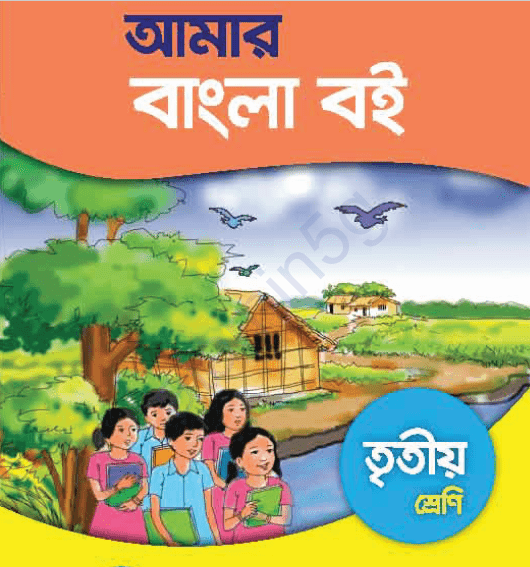 আমার
বাংলা বই
তৃতীয়
শ্রেণি